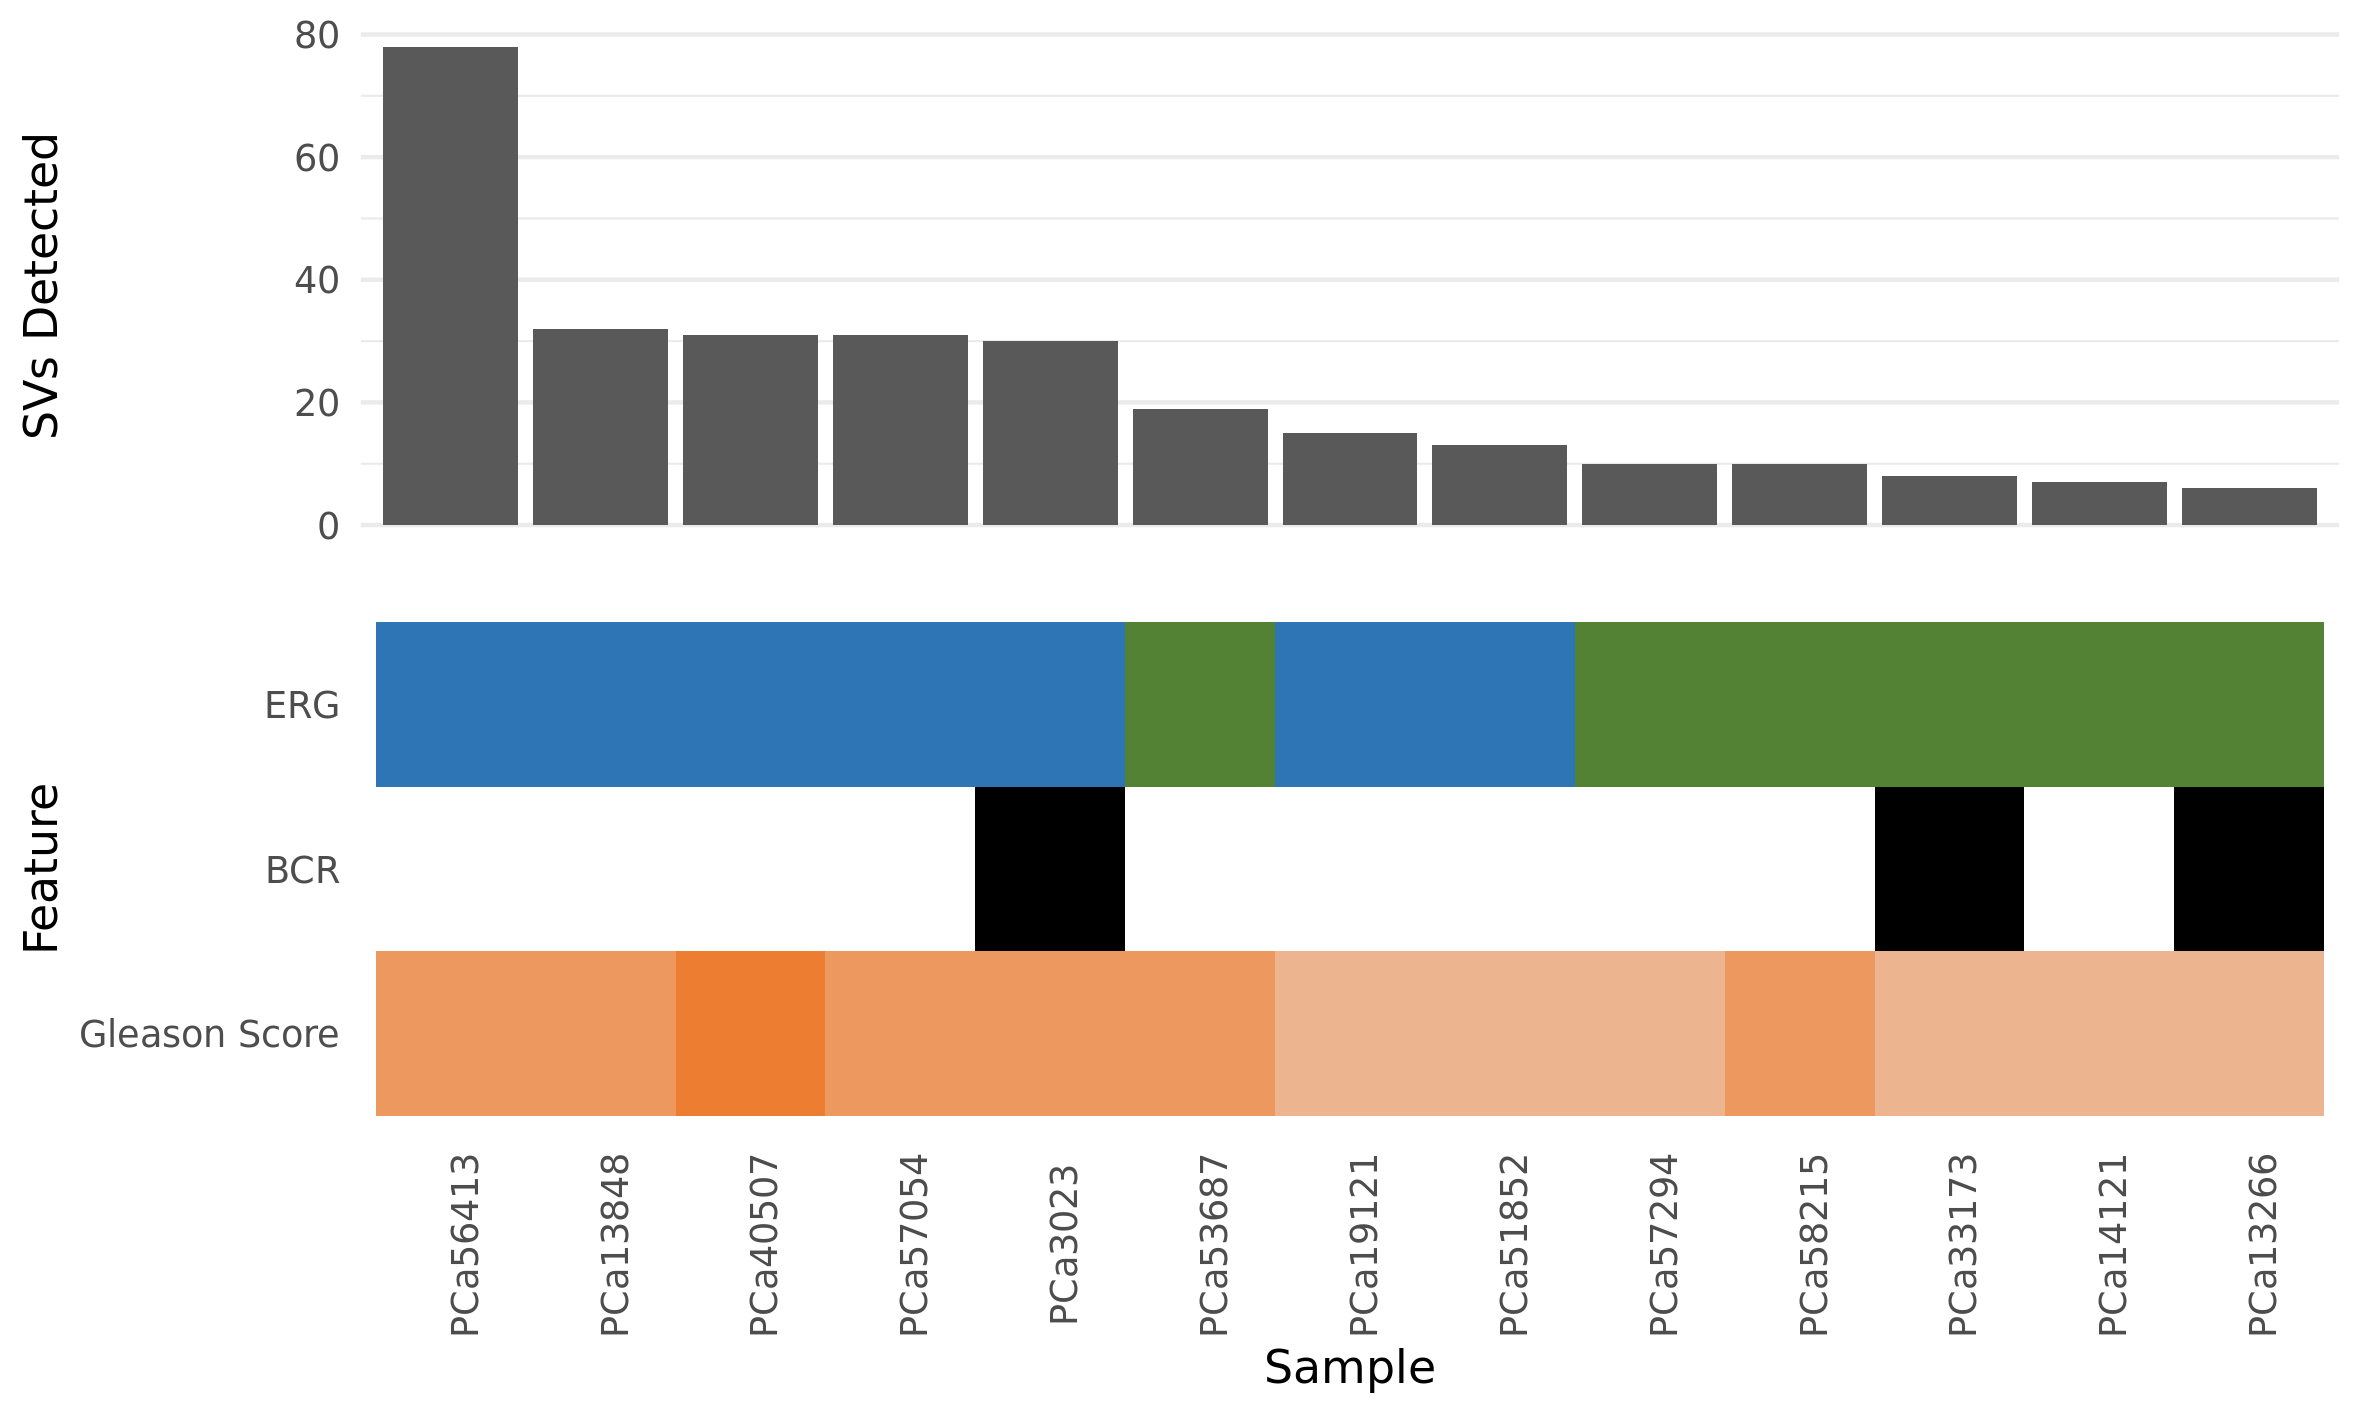 SVs Detected
80
60
40
20
0
Feature
ERG
BCR
Gleason Score
PCa56413
PCa13848
PCa40507
PCa57054
PCa3023
PCa53687
PCa19121
PCa51852
PCa57294
PCa58215
PCa33173
PCa14121
PCa13266
Sample